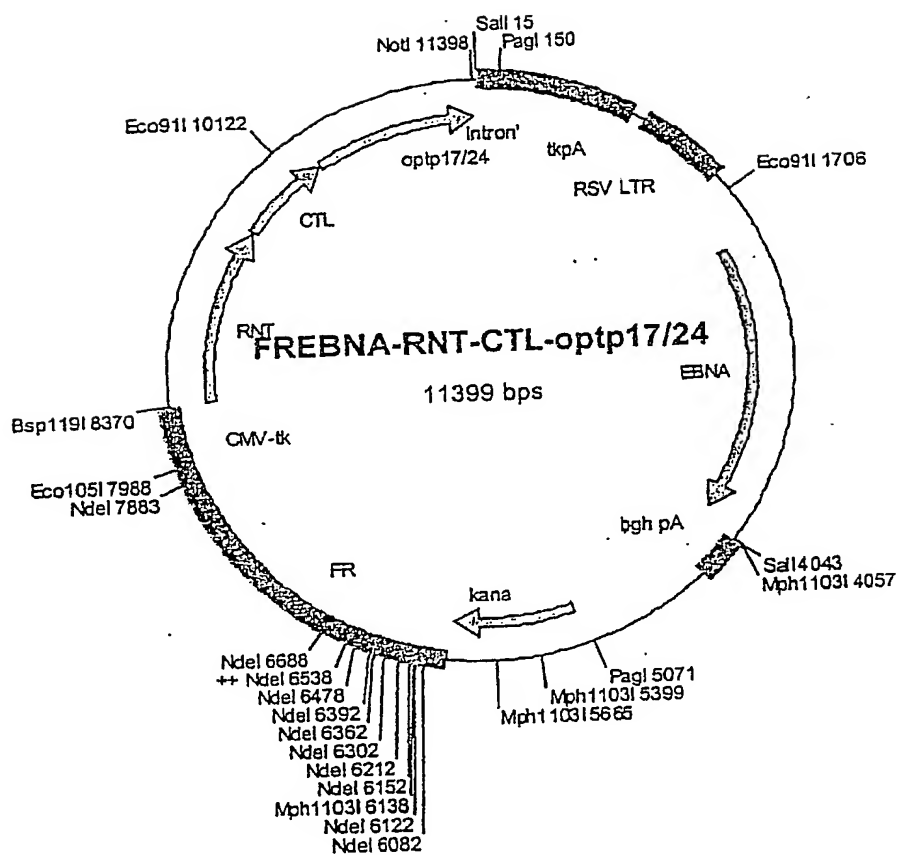 SalI 15
NotI 11398
PagI 150
Eco91I 10122
Intron'
optp17/24
tkpA
Eco91I 1706
RSV LTR
CTL
RNT
FREBNA-RNT-CTL-optp17/24
EBNA
11399 bps
Bsp119I 8370
CMV-tk
Eco105I 7988
NdeI 7883
bgh pA
SalI 4043
Mph1103I 4057
FR
kana
NdeI 6688
++ NdeI 6538
NdeI 6478
NdeI 6392
NdeI 6362
NdeI 6302
NdeI 6212
NdeI 6152
Mph1103I 6138
NdeI 6122
NdeI 6082
PagI 5071
Mph1103I 5399
Mph1103I 5665